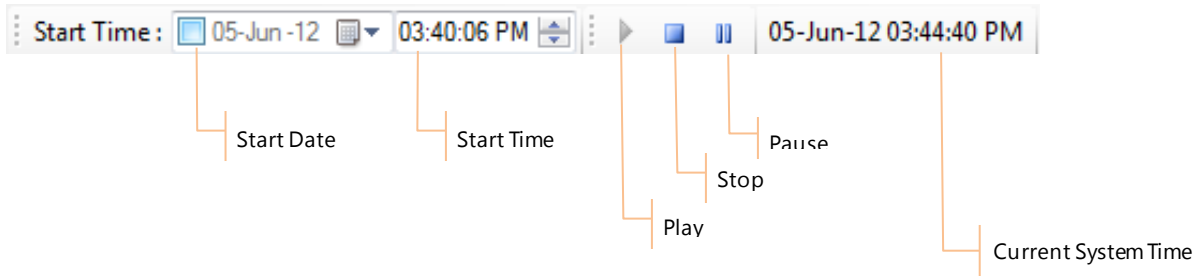 Start Time : 05-Jun -12 03:40:06 PM 05-Jun-12 03:44:40 PM
Start Date
Start Time
Pause
Stop
Play
Current System Time